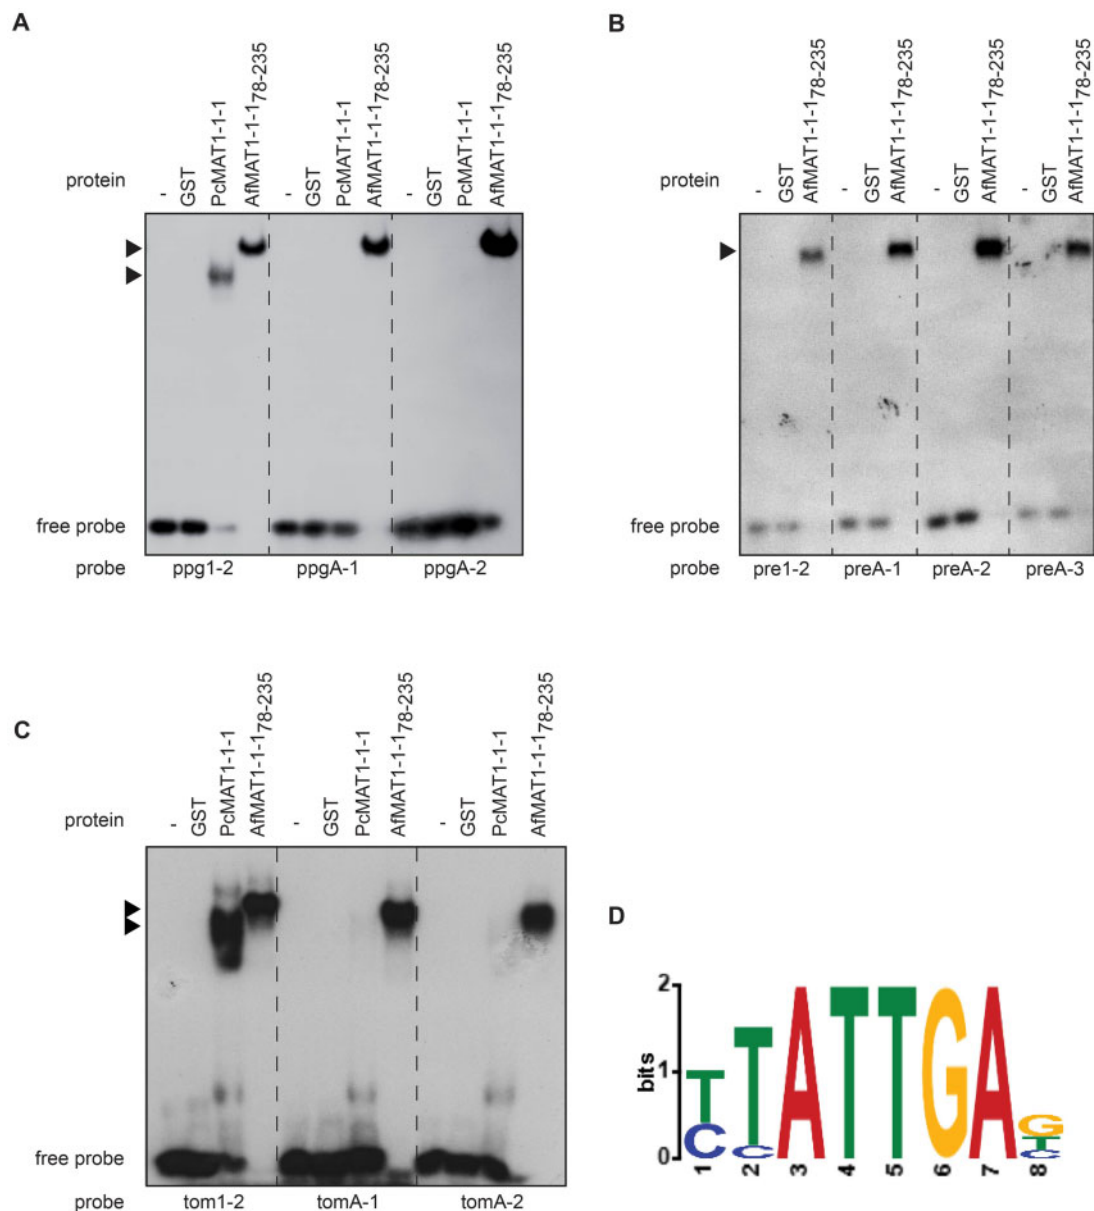 A
protein
-
GST
PcMAT1-1-1
AfMAT1-1-178-235
-
GST
PcMAT1-1-1
AfMAT1-1-178-235
-
GST
PcMAT1-1-1
AfMAT1-1-178-235
free probe
probe
ppg1-2
ppgA-1
ppgA-2
B
protein
-
GST
AfMAT1-1-178-235
-
GST
AfMAT1-1-178-235
-
GST
AfMAT1-1-178-235
-
GST
AfMAT1-1-178-235
free probe
probe
pre1-2
preA-1
preA-2
preA-3
C
protein
-
GST
PcMAT1-1-1
AfMAT1-1-178-235
-
GST
PcMAT1-1-1
AfMAT1-1-178-235
-
GST
PcMAT1-1-1
AfMAT1-1-178-235
free probe
probe
tom1-2
tomA-1
tomA-2
D
bits
2
1
0
T T A T T G A G
C C T
C
1 2 3 4 5 6 7 8